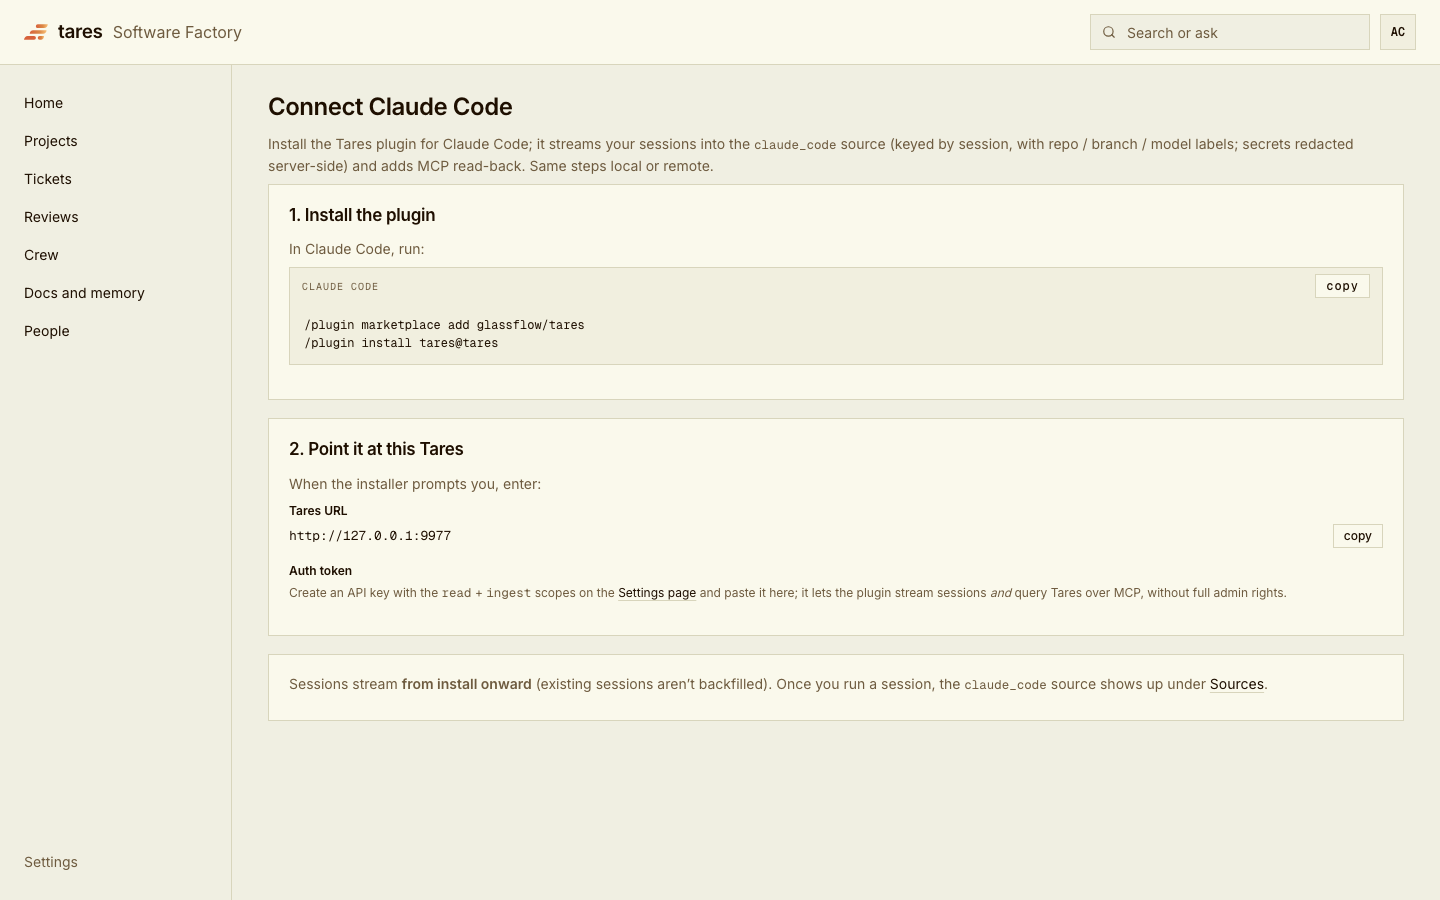 tares Software Factory
Search or ask
AC
Home
Projects
Tickets
Reviews
Crew
Docs and memory
People
Settings
Connect Claude Code
Install the Tares plugin for Claude Code; it streams your sessions into the claude_code source (keyed by session, with repo / branch / model labels; secrets redacted
server-side) and adds MCP read-back. Same steps local or remote.
1. Install the plugin
In Claude Code, run:
CLAUDE CODE
copy
/plugin marketplace add glassflow/tares
/plugin install tares@tares
2. Point it at this Tares
When the installer prompts you, enter:
Tares URL
http://127.0.0.1:9977
copy
Auth token
Create an API key with the read + ingest scopes on the Settings page and paste it here; it lets the plugin stream sessions and query Tares over MCP, without full admin rights.
Sessions stream from install onward (existing sessions aren't backfilled). Once you run a session, the claude_code source shows up under Sources.